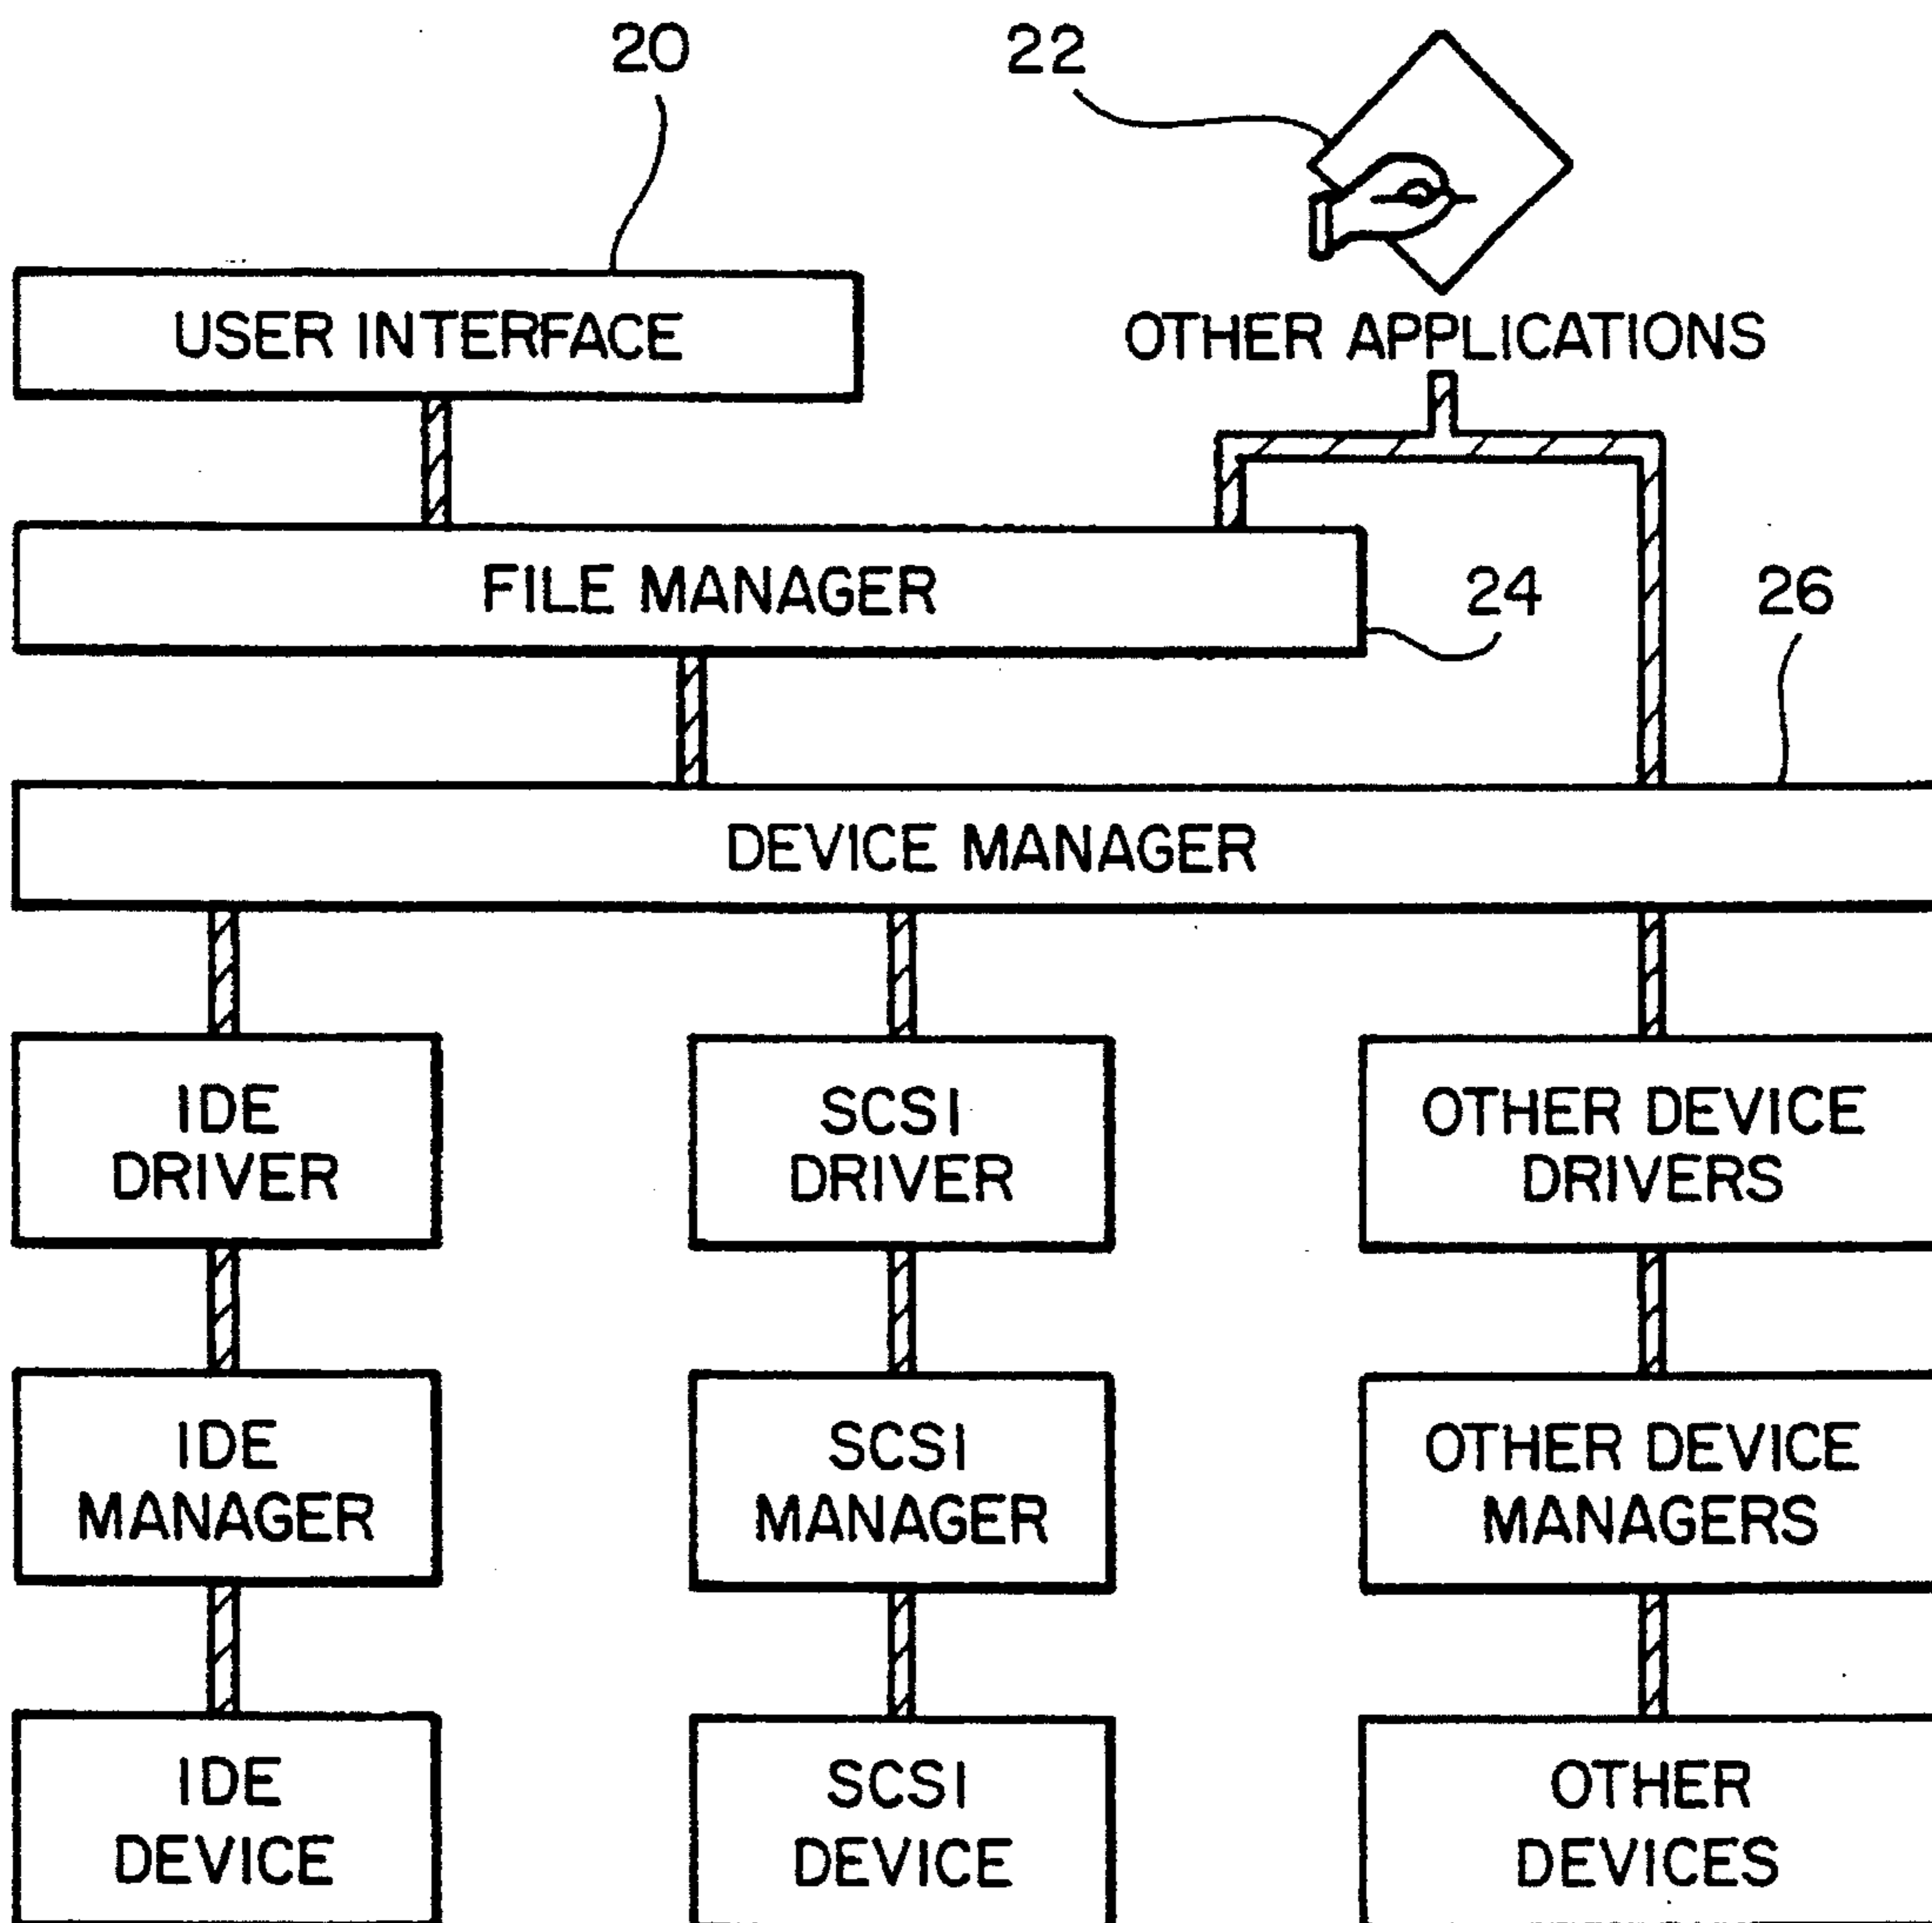 20
22
USER INTERFACE
OTHER APPLICATIONS
FILE MANAGER
24
26
DEVICE MANAGER
IDE
DRIVER
SCSI
DRIVER
OTHER DEVICE
DRIVERS
IDE
MANAGER
SCSI
MANAGER
OTHER DEVICE
MANAGERS
IDE
DEVICE
SCSI
DEVICE
OTHER
DEVICES